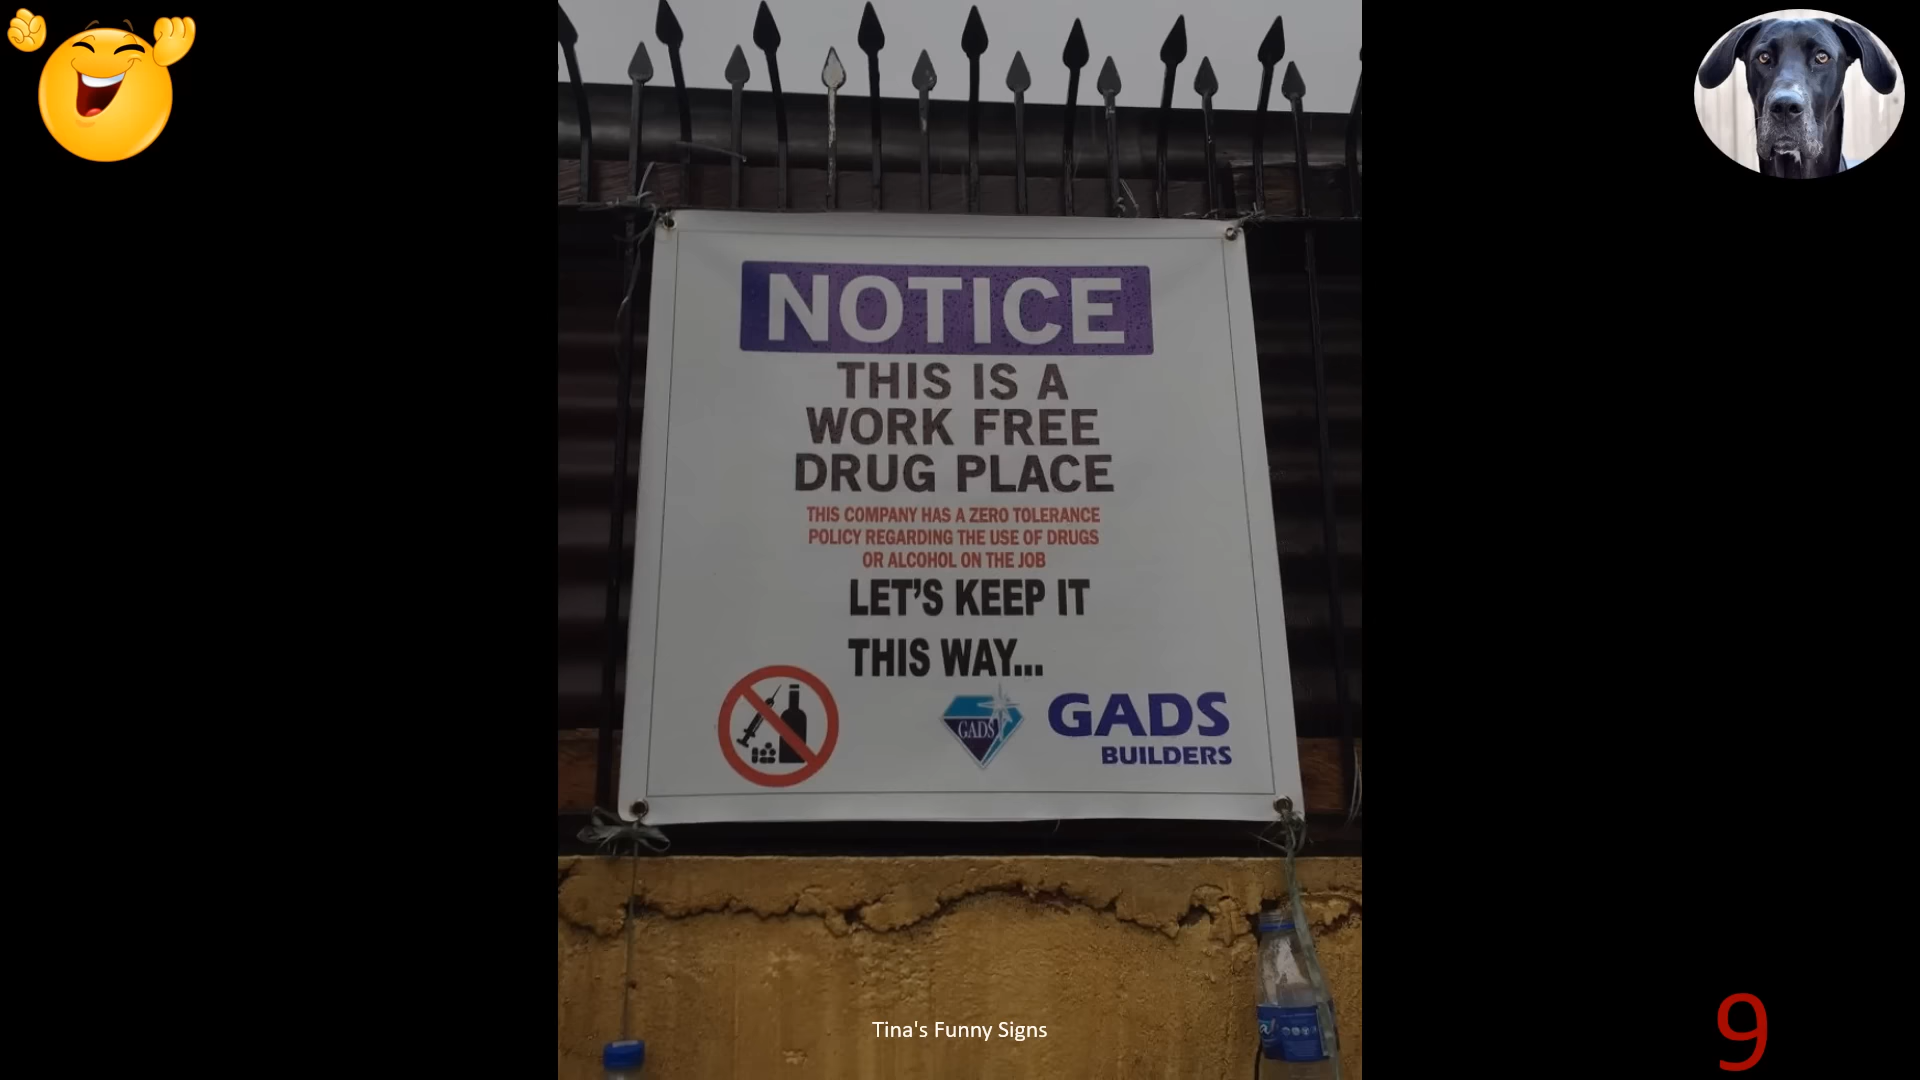 NOTICE
THIS IS A
WORK FREE
DRUG PLACE
THIS COMPANY HAS A ZERO TOLERANCE
POLICY REGARDING THE USE OF DRUGS
OR ALCOHOL ON THE JOB
LET'S KEEP IT
THIS WAY...
GADS
GADS
BUILDERS
Tina's Funny Signs
9